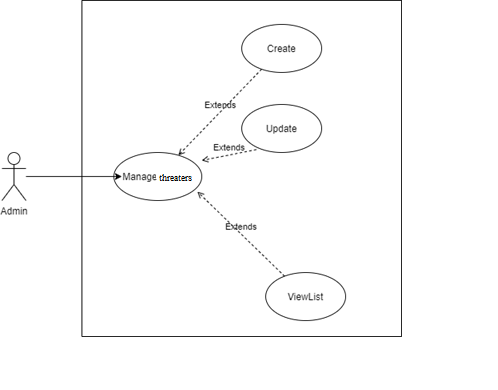 Create
Extends
Update
Extends
Manage threaters
Admin
Extends
ViewList